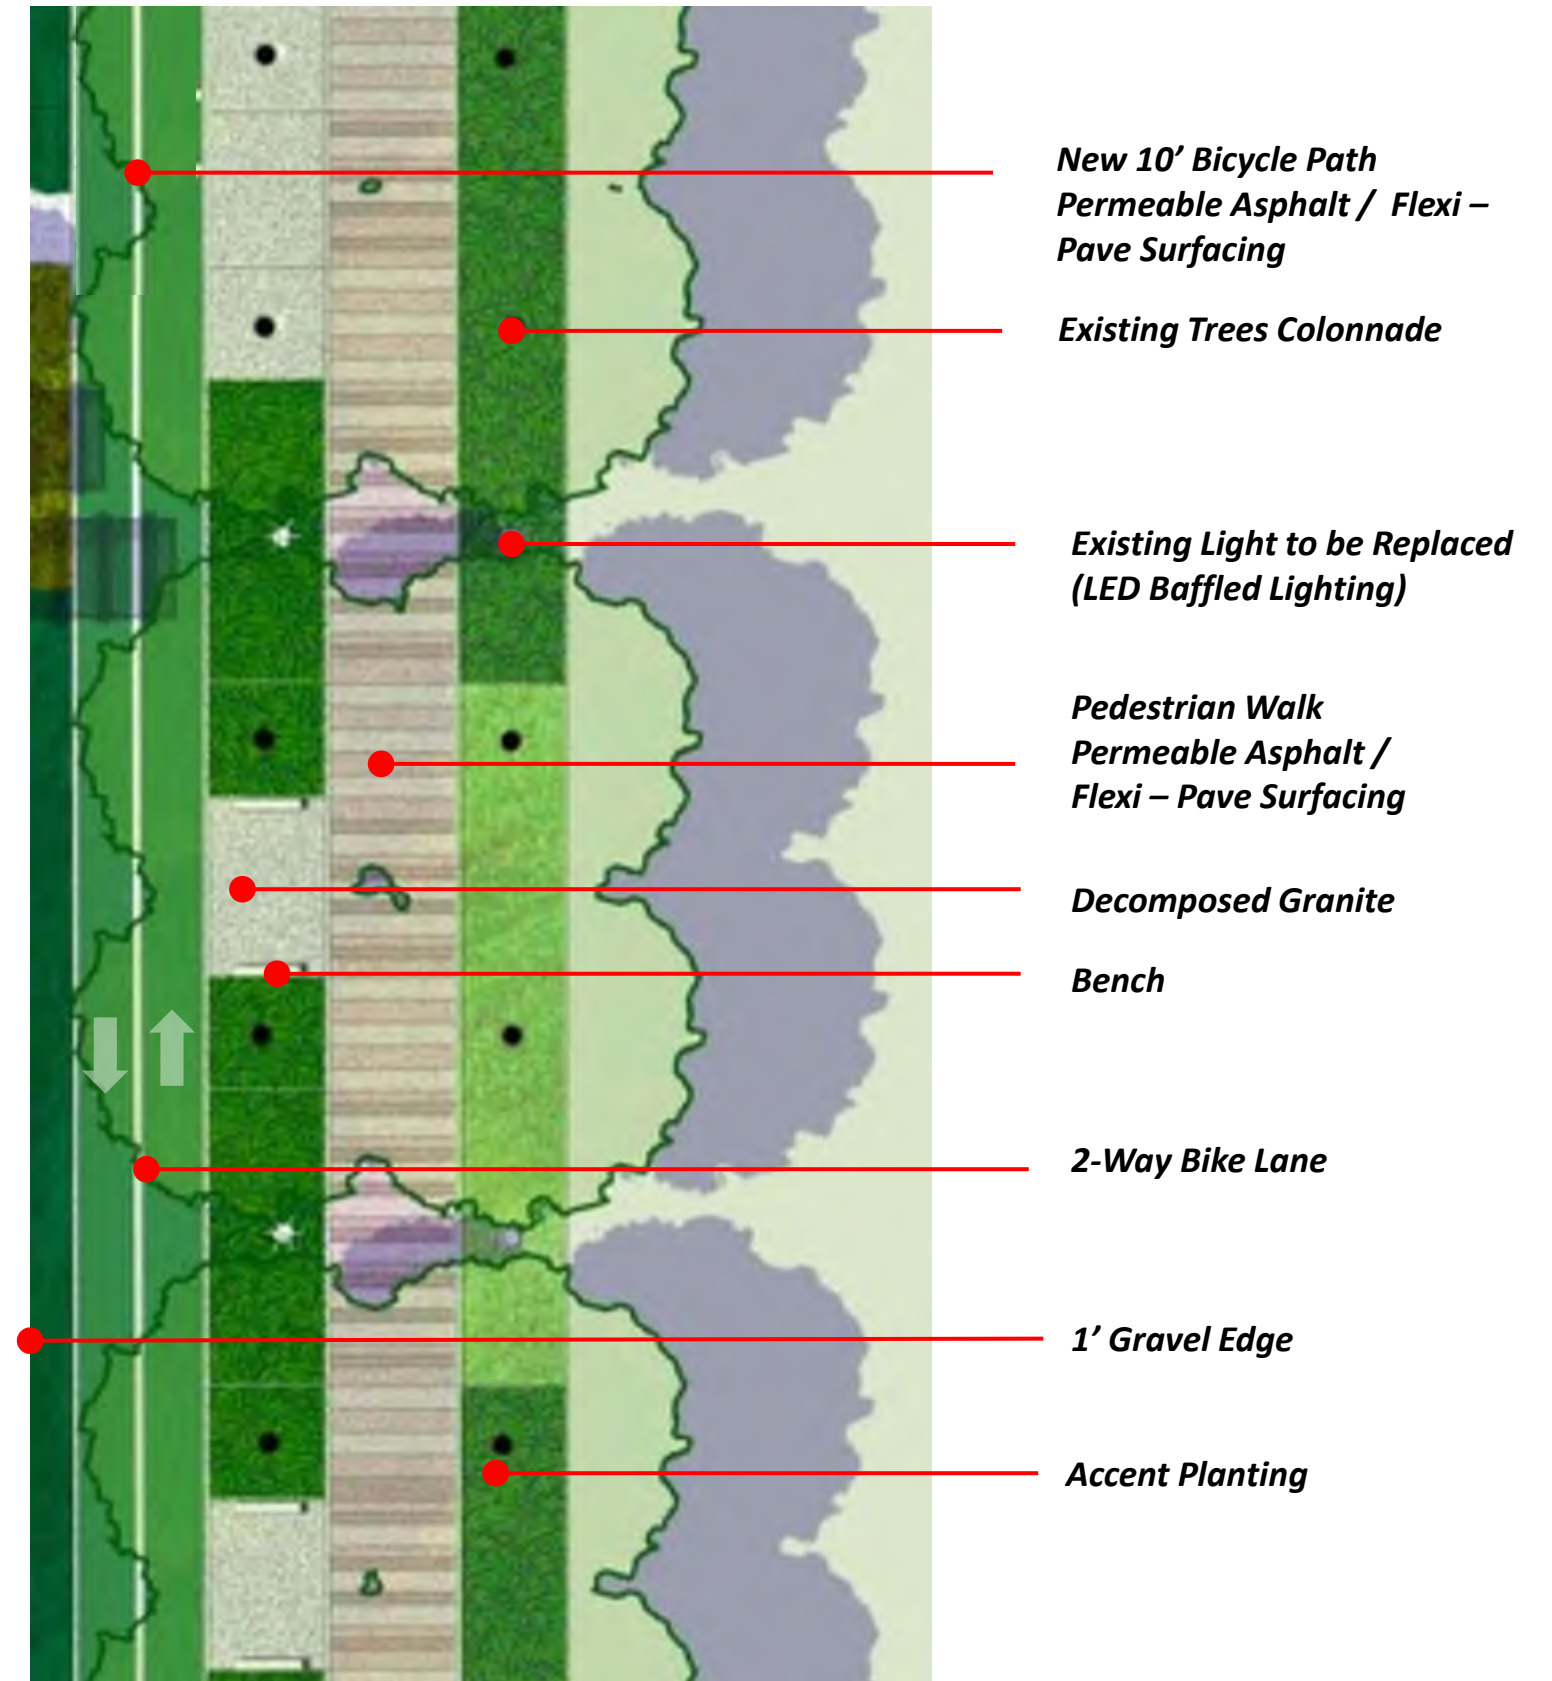 New 10’ Bicycle Path
Permeable Asphalt /  Flexi –
Pave Surfacing
Existing Trees Colonnade
Existing Light to be Replaced
(LED Baffled Lighting)
Pedestrian Walk
Permeable Asphalt /
Flexi – Pave Surfacing
Decomposed Granite
Bench
2-Way Bike Lane
1’ Gravel Edge
Accent Planting